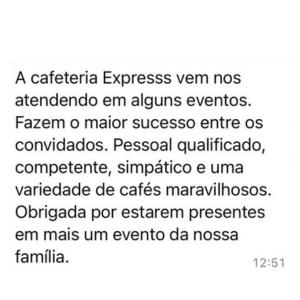 A cafeteria Expresss vem nos
atendendo em alguns eventos.
Fazem o maior sucesso entre os
convidados. Pessoal qualificado,
competente, simpático e uma
variedade de cafés maravilhosos.
Obrigada por estarem presentes
em mais um evento da nossa
família.
12:51